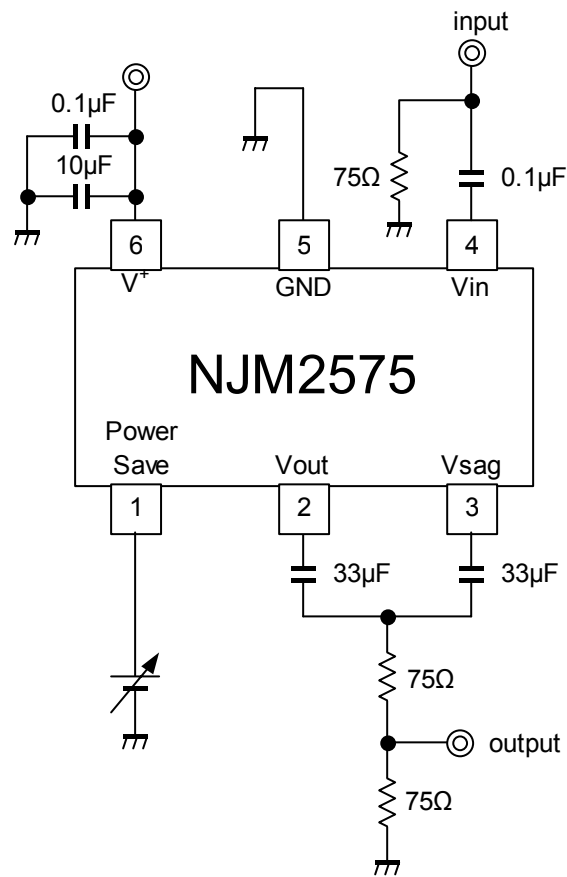 input
0.1µF
10µF
75Ω
0.1µF
6
5
4
V+
GND
Vin
NJM2575
Power
Save
Vout
Vsag
1
2
3
33µF
33µF
75Ω
output
75Ω